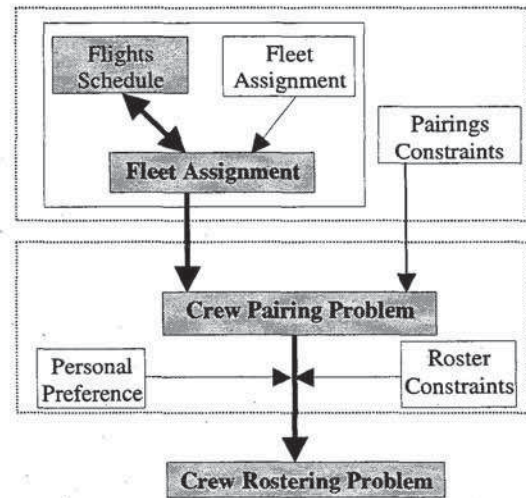 Flights
Schedule
Fleet
Assignment
Pairings
Constraints
Fleet Assignment
Crew Pairing Problem
Personal
Preference
Roster
Constraints
Crew Rostering Problem